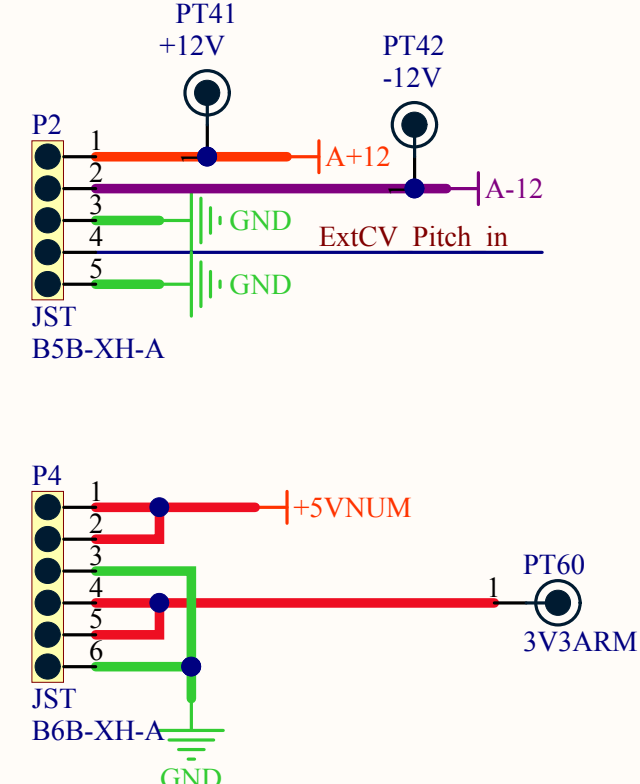 PT41
+12V
PT42
-12V
P2
1
A+12
2
A-12
3
GND
4
ExtCV Pitch in
5
GND
JST
B5B-XH-A
P4
1
+5VNUM
2
3
PT60
4
1
5
3V3ARM
6
JST
B6B-XH-A
GND